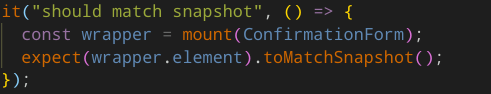 it("should match snapshot", () => {
  const wrapper = mount(ConfirmationForm);
  expect(wrapper.element).toMatchSnapshot();
});